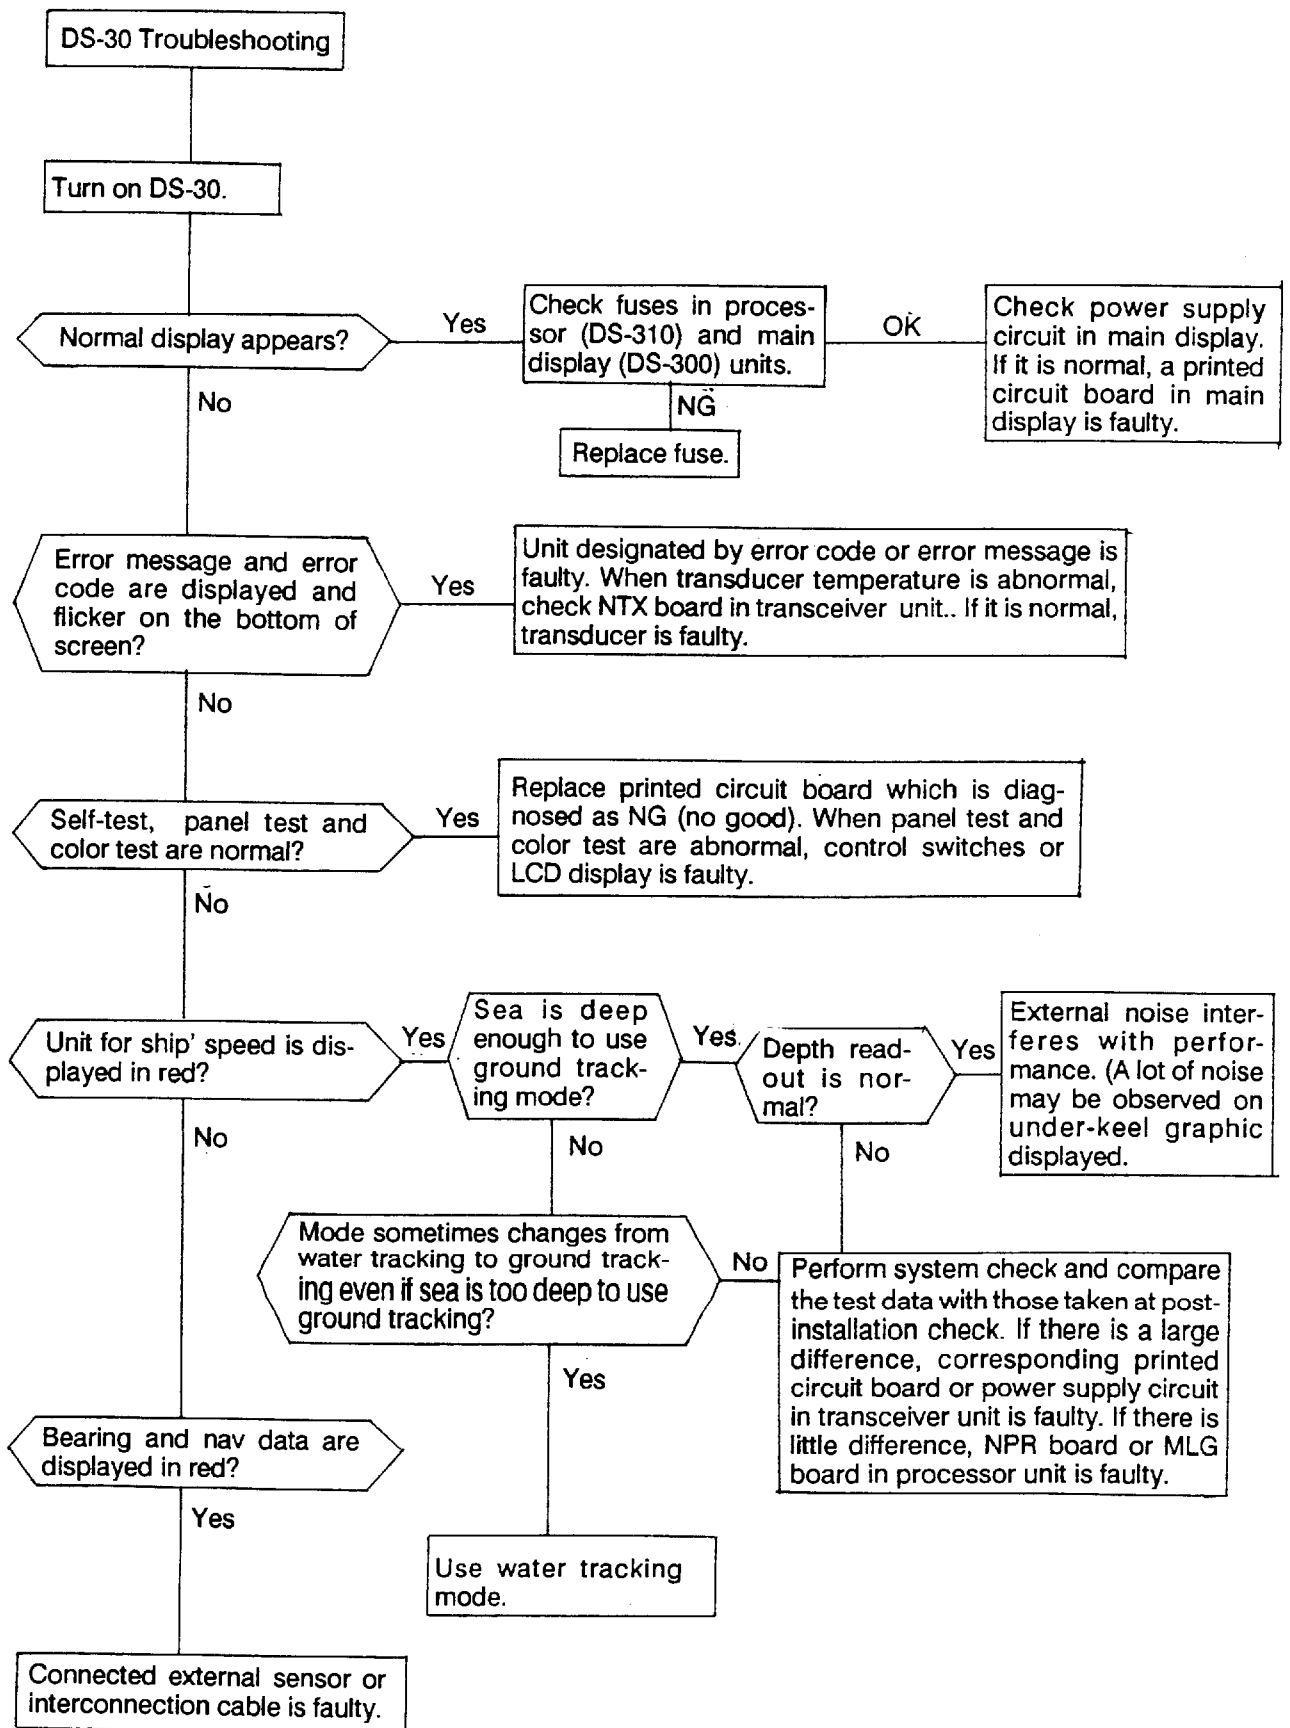 DS-30 Troubleshooting
Turn on DS-30.
Normal display appears?
Yes
Check fuses in proces-
sor (DS-310) and main
display (DS-300) units.
OK
Check power supply
circuit in main display.
If it is normal, a printed
circuit board in main
display is faulty.
No
NG
Replace fuse.
Error message and error
code are displayed and
flicker on the bottom of
screen?
Yes
Unit designated by error code or error message is
faulty. When transducer temperature is abnormal,
check NTX board in transceiver unit.. If it is normal,
transducer is faulty.
No
Self-test, panel test and
color test are normal?
Yes
Replace printed circuit board which is diag-
nosed as NG (no good). When panel test and
color test are abnormal, control switches or
LCD display is faulty.
No
Unit for ship' speed is dis-
played in red?
Yes
Sea is deep
enough to use
ground track-
ing mode?
Yes.
Depth read-
out is nor-
mal?
Yes
External noise inter-
feres with perfor-
mance. (A lot of noise
may be observed on
under-keel graphic
displayed.
No
No
No
Mode sometimes changes from
water tracking to ground track-
ing even if sea is too deep to use
ground tracking?
No
Perform system check and compare
the test data with those taken at post-
installation check. If there is a large
difference, corresponding printed
circuit board or power supply circuit
in transceiver unit is faulty. If there is
little difference, NPR board or MLG
board in processor unit is faulty.
Yes
Bearing and nav data are
displayed in red?
Yes
Use water tracking
mode.
Connected external sensor or
interconnection cable is faulty.